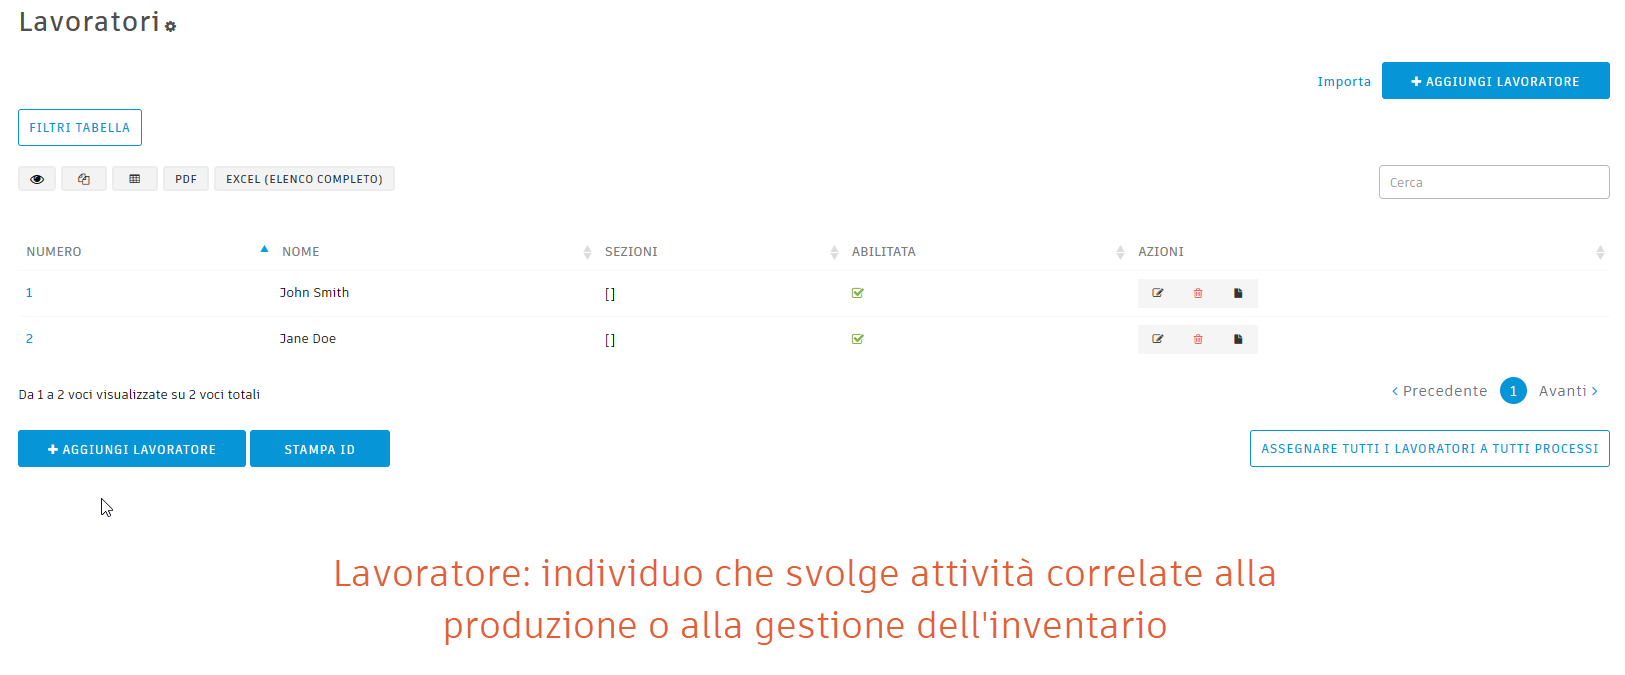 Lavoratori
Importa
AGGIUNGI LAVORATORE
FILTRI TABELLA
PDF
EXCEL (ELENCO COMPLETO)
Cerca
NUMERO NOME SEZIONI ABILITATA AZIONI
1 John Smith []
2 Jane Doe []
Da 1 a 2 voci visualizzate su 2 voci totali
Precedente 1 Avanti
AGGIUNGI LAVORATORE
STAMPA ID
ASSEGNARE TUTTI I LAVORATORI A TUTTI PROCESSI
Lavoratore: individuo che svolge attività correlate alla
produzione o alla gestione dell'inventario